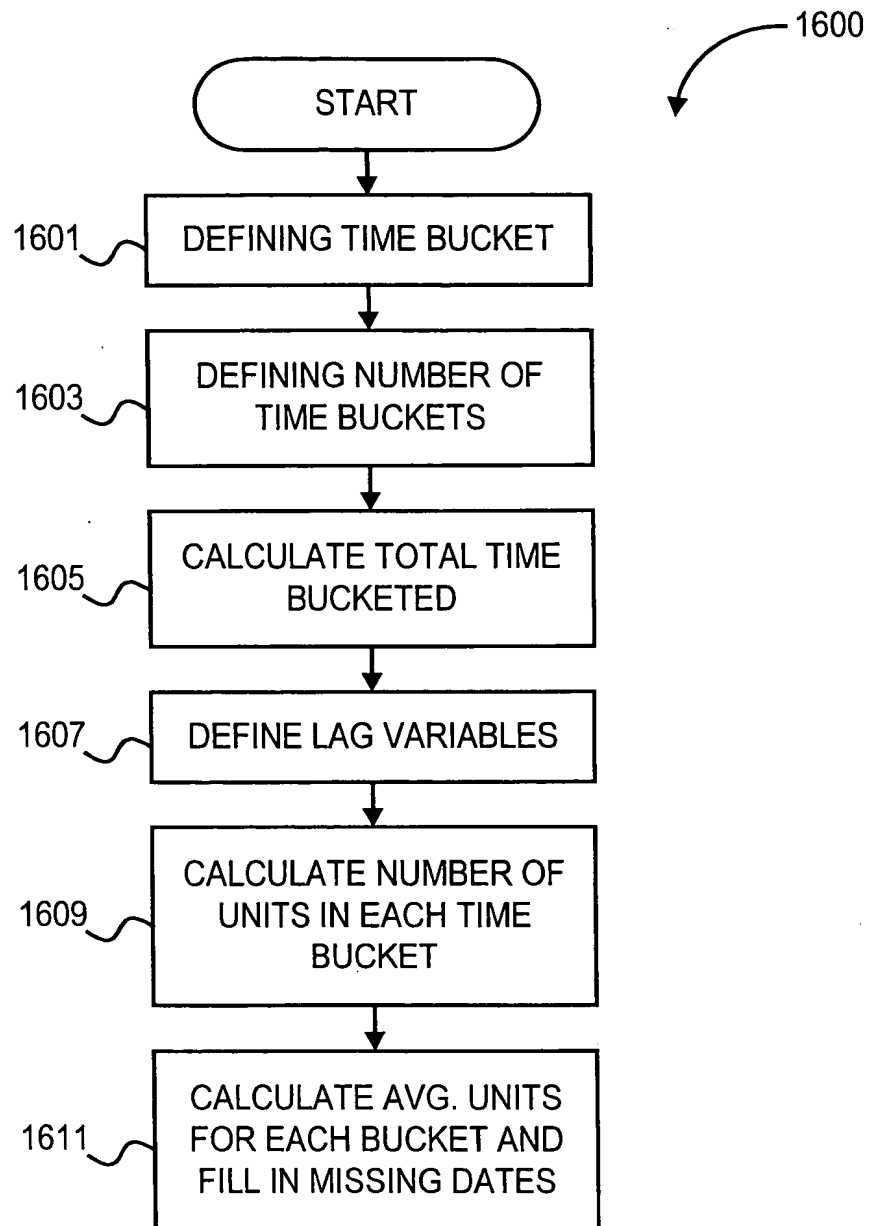 1600
START
1601
DEFINING TIME BUCKET
1603
DEFINING NUMBER OF
TIME BUCKETS
1605
CALCULATE TOTAL TIME
BUCKETED
1607
DEFINE LAG VARIABLES
1609
CALCULATE NUMBER OF
UNITS IN EACH TIME
BUCKET
1611
CALCULATE AVG. UNITS
FOR EACH BUCKET AND
FILL IN MISSING DATES